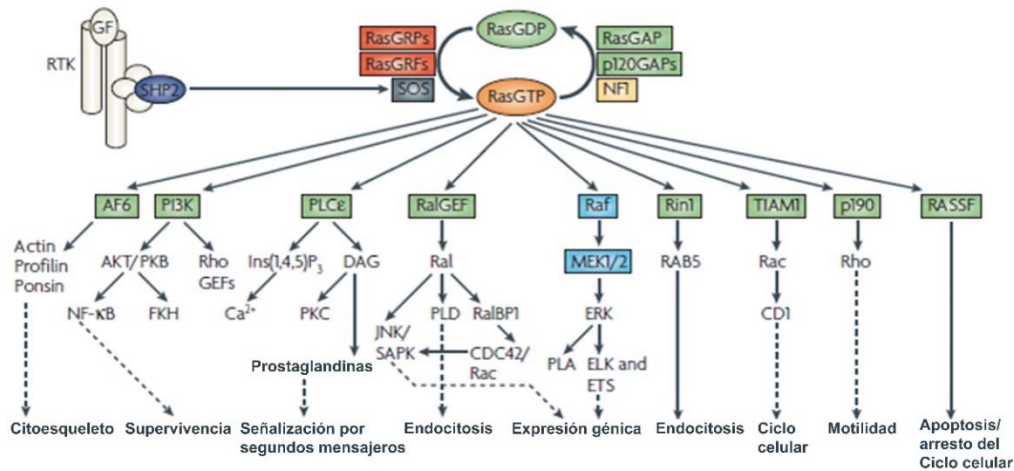 GF
RTK
SHP2
RasGRPs
RasGRFs
SOS
RasGDP
RasGTP
RasGAP
p120GAPs
NF1
AF6
PI3K
PLCε
RalGEF
Raf
Rin1
TIAM1
p190
RASSF
Actin
Profilin
Ponsin
AKT/PKB
Rho
GEFs
Ins(1,4,5)P3
DAG
Ral
MEK1/2
RAB5
Rac
Rho
NF-κB
FKH
Ca2+
PKC
JNK/
SAPK
PLD
RalBP1
ERK
CD1
CDC42/
Rac
PLA
ELK and
ETS
Prostaglandinas
Citoesqueleto
Supervivencia
Señalización por
segundos mensajeros
Endocitosis
Expresión génica
Endocitosis
Ciclo
celular
Motilidad
Apoptosis/
arresto del
Ciclo celular